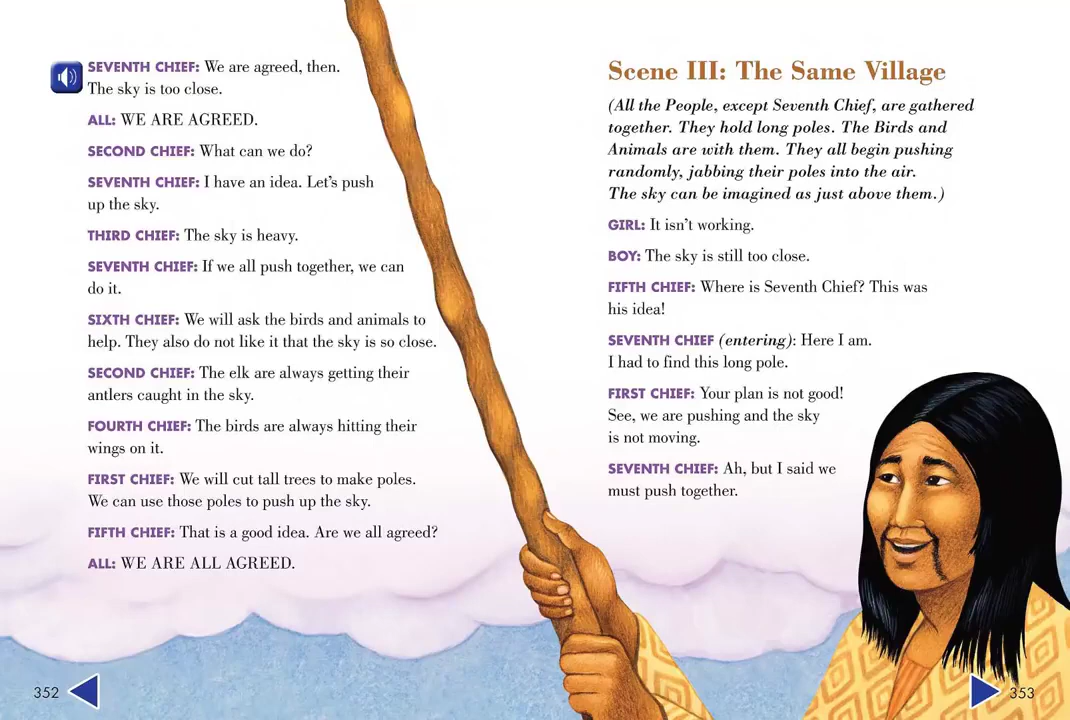 SEVENTH CHIEF: We are agreed, then.
The sky is too close.
ALL: WE ARE AGREED.
SECOND CHIEF: What can we do?
SEVENTH CHIEF: I have an idea. Let's push
up the sky.
THIRD CHIEF: The sky is heavy.
SEVENTH CHIEF: If we all push together, we can
do it.
SIXTH CHIEF: We will ask the birds and animals to
help. They also do not like it that the sky is so close.
SECOND CHIEF: The elk are always getting their
antlers caught in the sky.
FOURTH CHIEF: The birds are always hitting their
wings on it.
FIRST CHIEF: We will cut tall trees to make poles.
We can use those poles to push up the sky.
FIFTH CHIEF: That is a good idea. Are we all agreed?
ALL: WE ARE ALL AGREED.
352
Scene III: The Same Village
(All the People, except Seventh Chief, are gathered
together. They hold long poles. The Birds and
Animals are with them. They all begin pushing
randomly, jabbing their poles into the air.
The sky can be imagined as just above them.)
GIRL: It isn't working.
BOY: The sky is still too close.
FIFTH CHIEF: Where is Seventh Chief? This was
his idea!
SEVENTH CHIEF (entering): Here I am.
I had to find this long pole.
FIRST CHIEF: Your plan is not good!
See, we are pushing and the sky
is not moving.
SEVENTH CHIEF: Ah, but I said we
must push together.
353